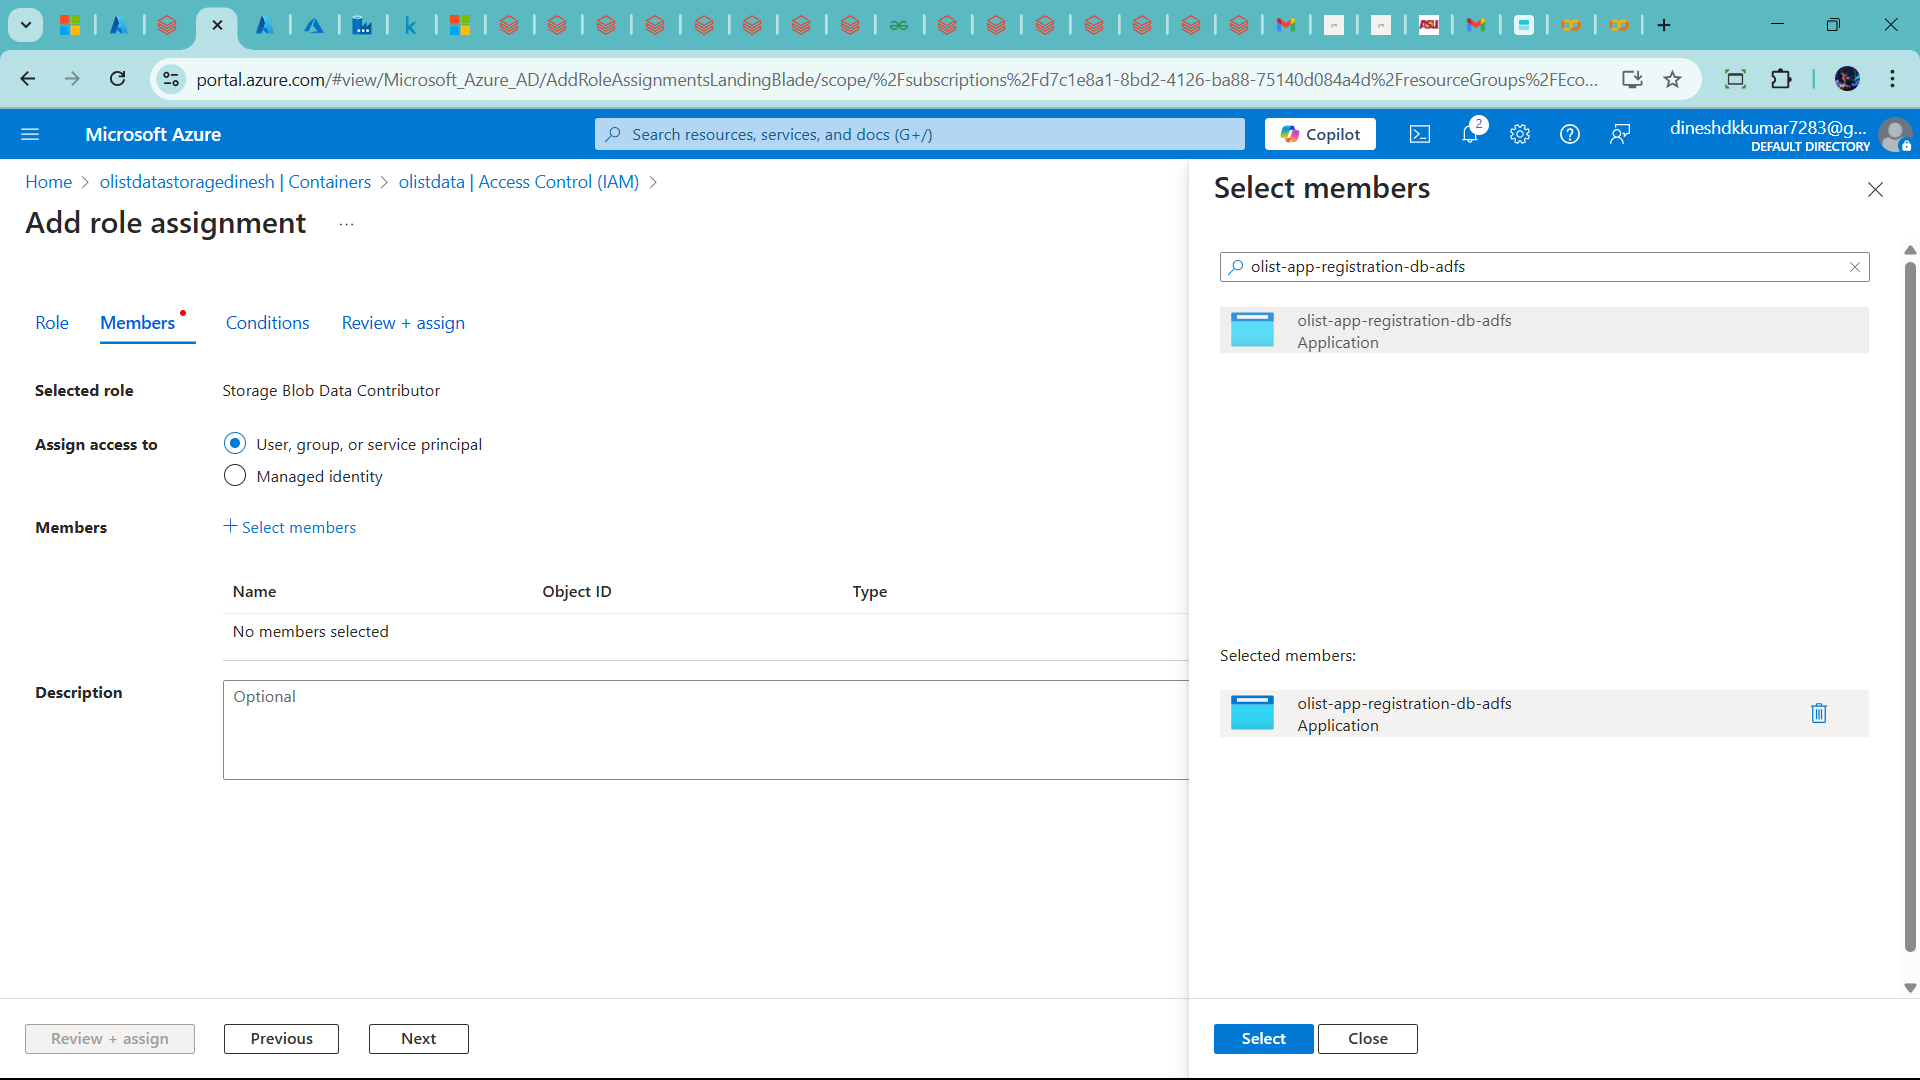 portal.azure.com/#view/Microsoft_Azure_AD/AddRoleAssignmentsLandingBlade/scope/%2Fsubscriptions%2Fd7c1e8a1-8bd2-4126-ba88-75140d084a4d%2FresourceGroups%2FEco...
Microsoft Azure
Search resources, services, and docs (G+/)
Copilot
2
dineshdkkumar7283@g...
DEFAULT DIRECTORY
Home > olistdatastoragedinesh | Containers > olistdata | Access Control (IAM) >
Add role assignment ...
Role
Members
Conditions
Review + assign
Selected role
Storage Blob Data Contributor
Assign access to
User, group, or service principal
Managed identity
Members
+ Select members
Name
Object ID
Type
No members selected
Description
Optional
Review + assign
Previous
Next
Select members
olist-app-registration-db-adfs
olist-app-registration-db-adfs
Application
Selected members:
olist-app-registration-db-adfs
Application
Select
Close
ASU